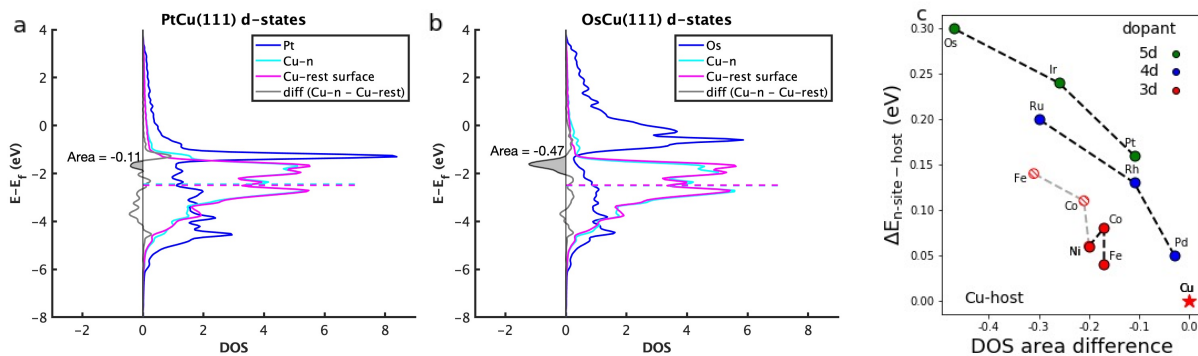 a
PtCu(111) d-states
Pt
Cu-n
Cu-rest surface
diff (Cu-n - Cu-rest)
Area = -0.11
E-E_f (eV)
4
2
0
-2
-4
-6
-8
-2
0
2
4
6
8
DOS
b
OsCu(111) d-states
Os
Cu-n
Cu-rest surface
diff (Cu-n - Cu-rest)
Area = -0.47
E-E_f (eV)
4
2
0
-2
-4
-6
-8
-2
0
2
4
6
8
DOS
c
dopant
5d
4d
3d
Os
Ir
Ru
Pt
Rh
Fe
Co
Co
Ni
Fe
Pd
Cu
Cu-host
ΔE_n-site-host (eV)
0.30
0.25
0.20
0.15
0.10
0.05
0.00
-0.4
-0.3
-0.2
-0.1
0.0
DOS area difference